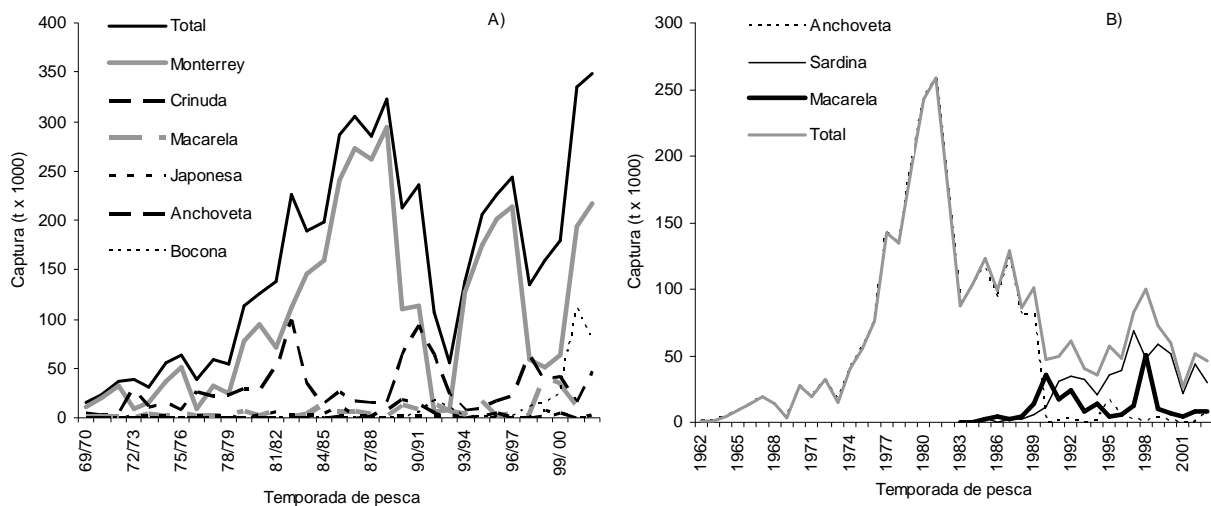 A)
400
350
300
250
200
150
100
50
0
Captura (t x 1000)
Total
Monterrey
Crinuda
Macarela
Japonesa
Anchoveta
Bocona
69/70
72/73
75/76
78/79
81/82
84/85
87/88
90/91
93/94
96/97
99/ 00
Temporada de pesca
B)
300
250
200
150
100
50
0
Captura (t x 1000)
Anchoveta
Sardina
Macarela
Total
1962
1965
1968
1971
1974
1977
1980
1983
1986
1989
1992
1995
1998
2001
Temporada de pesca